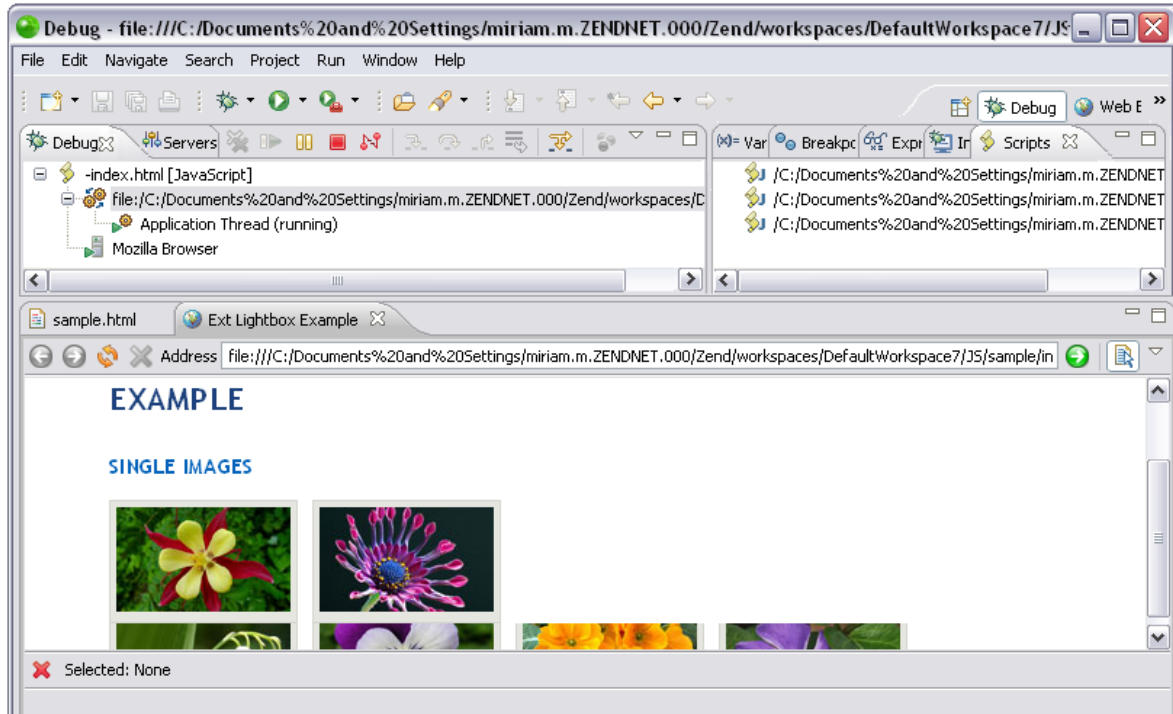 Debug - file:///C:/Documents%20and%20Settings/miriam.m.ZENDNET.000/Zend/workspaces/DefaultWorkspace7/JS
File Edit Navigate Search Project Run Window Help
Debug Web E
Debug Servers
Var Breakpc Expr Ir Scripts
-index.html [JavaScript]
file:/C:/Documents%20and%20Settings/miriam.m.ZENDNET.000/Zend/workspaces/D
Application Thread (running)
Mozilla Browser
/C:/Documents%20and%20Settings/miriam.m.ZENDNET
/C:/Documents%20and%20Settings/miriam.m.ZENDNET
/C:/Documents%20and%20Settings/miriam.m.ZENDNET
sample.html Ext Lightbox Example
Address file:///C:/Documents%20and%20Settings/miriam.m.ZENDNET.000/Zend/workspaces/DefaultWorkspace7/JS/sample/in
EXAMPLE
SINGLE IMAGES
Selected: None